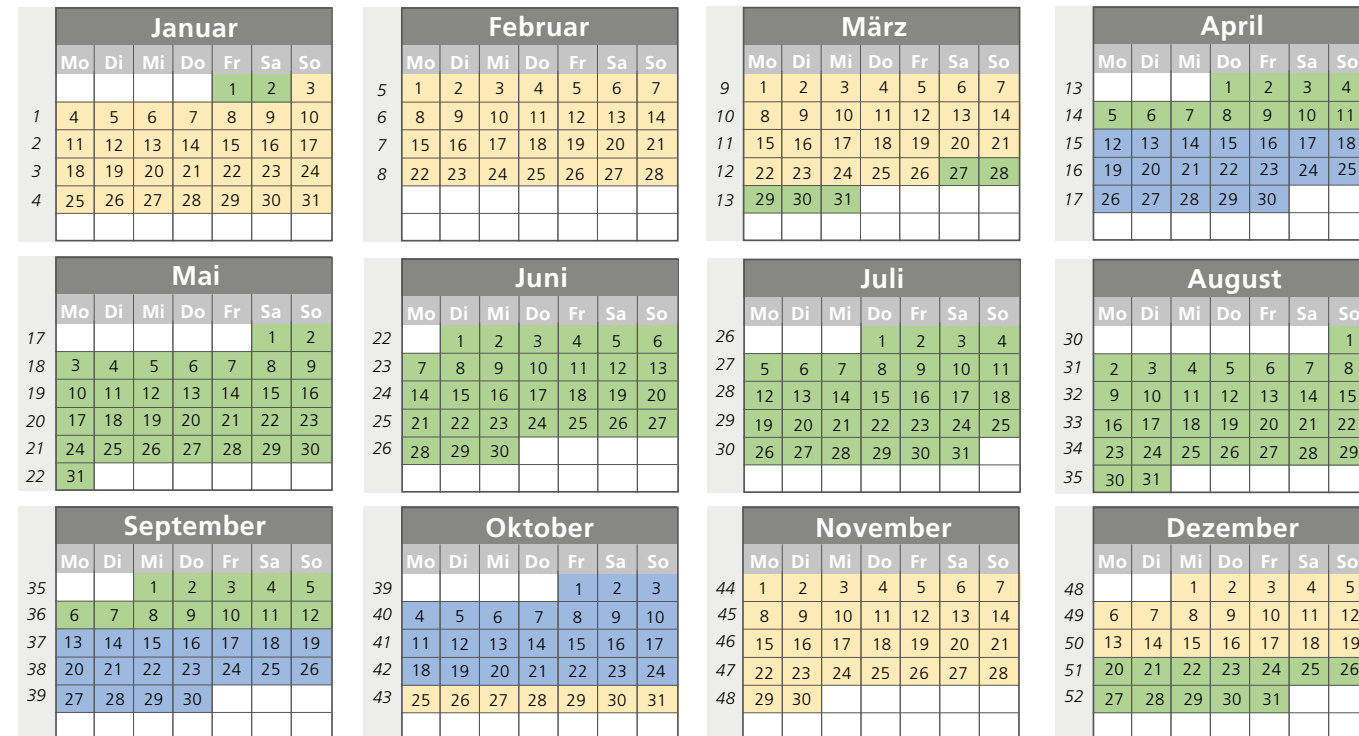 Januar Februar März April
Mo Di Mi Do Fr Sa So Mo Di Mi Do Fr Sa So Mo Di Mi Do Fr Sa So Mo Di Mi Do Fr Sa So
1 2 3 5 1 2 3 4 5 6 7 9 1 2 3 4 5 6 7 13 1 2 3 4
1 4 5 6 7 8 9 10 6 8 9 10 11 12 13 14 10 8 9 10 11 12 13 14 14 5 6 7 8 9 10 11
2 11 12 13 14 15 16 17 7 15 16 17 18 19 20 21 11 15 16 17 18 19 20 21 15 12 13 14 15 16 17 18
3 18 19 20 21 22 23 24 8 22 23 24 25 26 27 28 12 22 23 24 25 26 27 28 16 19 20 21 22 23 24 25
4 25 26 27 28 29 30 31 13 29 30 31 17 26 27 28 29 30
Mai Juni Juli August
Mo Di Mi Do Fr Sa So Mo Di Mi Do Fr Sa So Mo Di Mi Do Fr Sa So Mo Di Mi Do Fr Sa So
17 1 2 22 1 2 3 4 5 6 26 1 2 3 4 30 1
18 3 4 5 6 7 8 9 23 7 8 9 10 11 12 13 27 5 6 7 8 9 10 11 31 2 3 4 5 6 7 8
19 10 11 12 13 14 15 16 24 14 15 16 17 18 19 20 28 12 13 14 15 16 17 18 32 9 10 11 12 13 14 15
20 17 18 19 20 21 22 23 25 21 22 23 24 25 26 27 29 19 20 21 22 23 24 25 33 16 17 18 19 20 21 22
21 24 25 26 27 28 29 30 26 28 29 30 30 26 27 28 29 30 31 34 23 24 25 26 27 28 29
22 31 35 30 31
September Oktober November Dezember
Mo Di Mi Do Fr Sa So Mo Di Mi Do Fr Sa So Mo Di Mi Do Fr Sa So Mo Di Mi Do Fr Sa So
35 1 2 3 4 5 39 1 2 3 44 1 2 3 4 5 6 7 48 1 2 3 4 5
36 6 7 8 9 10 11 12 40 4 5 6 7 8 9 10 45 8 9 10 11 12 13 14 49 6 7 8 9 10 11 12
37 13 14 15 16 17 18 19 41 11 12 13 14 15 16 17 46 15 16 17 18 19 20 21 50 13 14 15 16 17 18 19
38 20 21 22 23 24 25 26 42 18 19 20 21 22 23 24 47 22 23 24 25 26 27 28 51 20 21 22 23 24 25 26
39 27 28 29 30 43 25 26 27 28 29 30 31 48 29 30 52 27 28 29 30 31